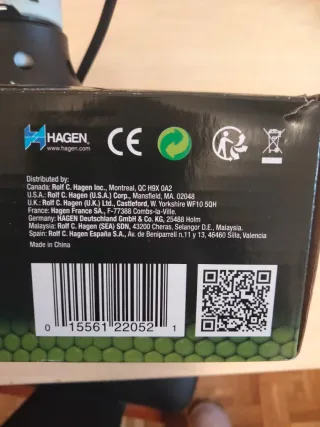 HAGEN
www.hagen.com
CE
Distributed by:
Canada: Rolf C. Hagen Inc., Montreal, QC H9X 0A2
U.S.A.: Rolf C. Hagen (U.S.A.) Corp., Mansfield, MA. 02048
U.K.: Rolf C. Hagen (U.K.) Ltd., Castleford, W. Yorkshire WF10 5QH
France: Hagen France SA., F-77388 Combs-la-Ville.
Germany: HAGEN Deutschland GmbH & Co. KG, 25488 Holm
Malaysia: Rolf C. Hagen (SEA) SDN, 43200 Cheras, Selangor D.E., Malaysia.
Spain: Rolf C. Hagen España S.A., Av. de Beniparrell n.11 y 13, 46460 Silla, Valencia
Made in China
0 15561 22052 1